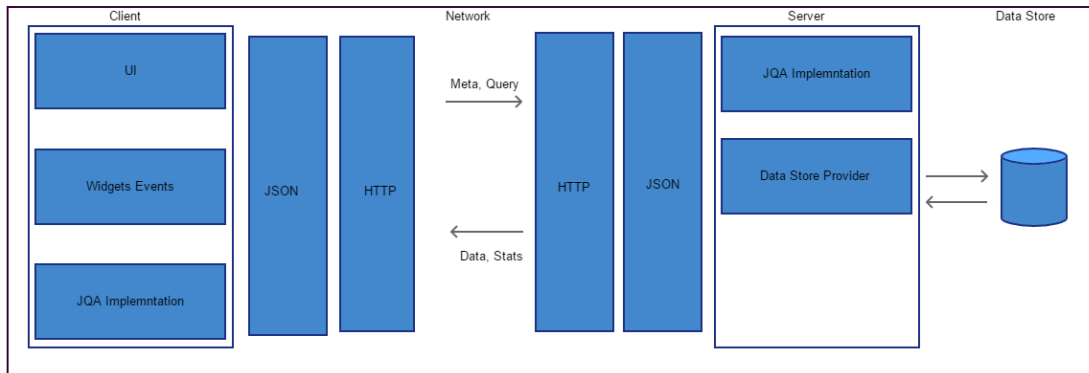 Client
Network
Server
Data Store
UI
Widgets Events
JQA Implemntation
JSON
HTTP
Meta, Query
Data, Stats
HTTP
JSON
JQA Implemntation
Data Store Provider